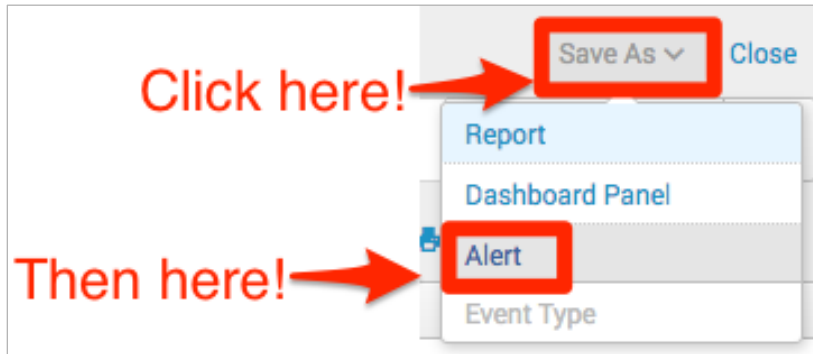 Save As Close
Click here!
Report
Dashboard Panel
Alert
Then here!
Event Type